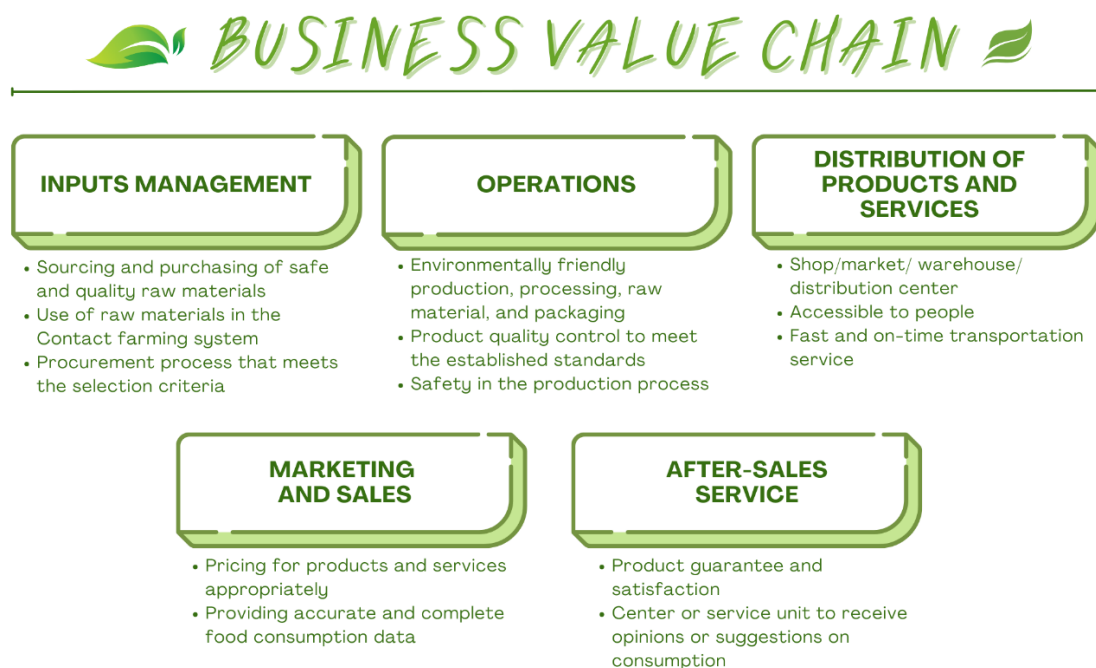 BUSINESS VALUE CHAIN
INPUTS MANAGEMENT
• Sourcing and purchasing of safe
and quality raw materials
• Use of raw materials in the
Contact farming system
• Procurement process that meets
the selection criteria
OPERATIONS
• Environmentally friendly
production, processing, raw
material, and packaging
• Product quality control to meet
the established standards
• Safety in the production process
DISTRIBUTION OF
PRODUCTS AND
SERVICES
• Shop/market/ warehouse/
distribution center
• Accessible to people
• Fast and on-time transportation
service
MARKETING
AND SALES
• Pricing for products and services
appropriately
• Providing accurate and complete
food consumption data
AFTER-SALES
SERVICE
• Product guarantee and
satisfaction
• Center or service unit to receive
opinions or suggestions on
consumption